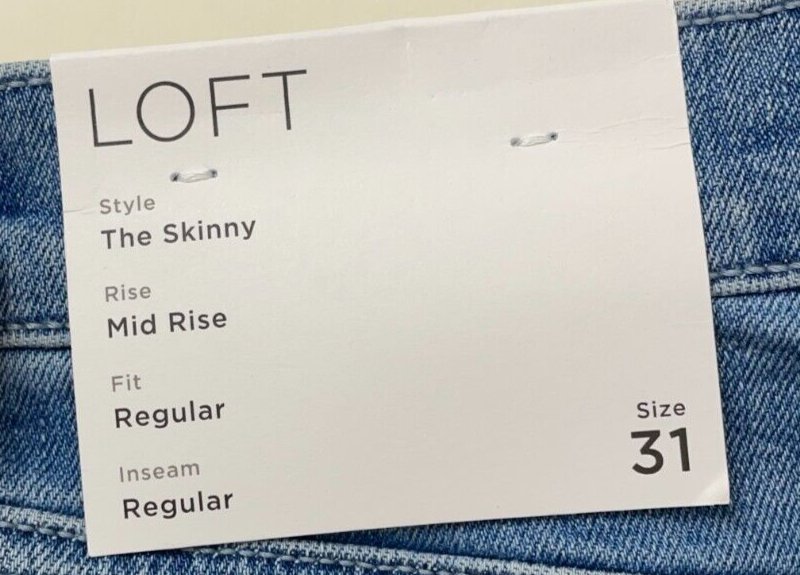 LOFT
Style
The Skinny
Rise
Mid Rise
Fit
Regular
Inseam
Regular
Size
31